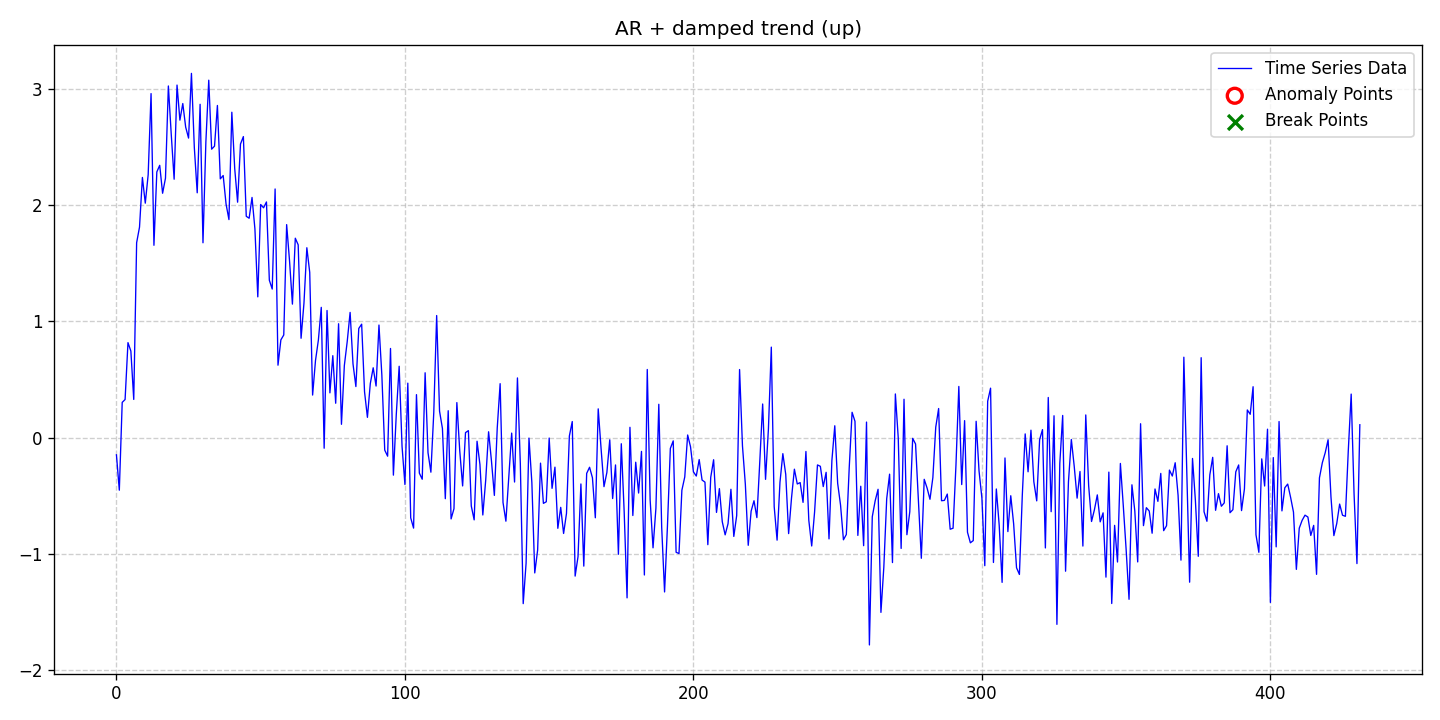 AR + damped trend (up)
Time Series Data
Anomaly Points
Break Points
3
2
1
0
−1
−2
0
100
200
300
400